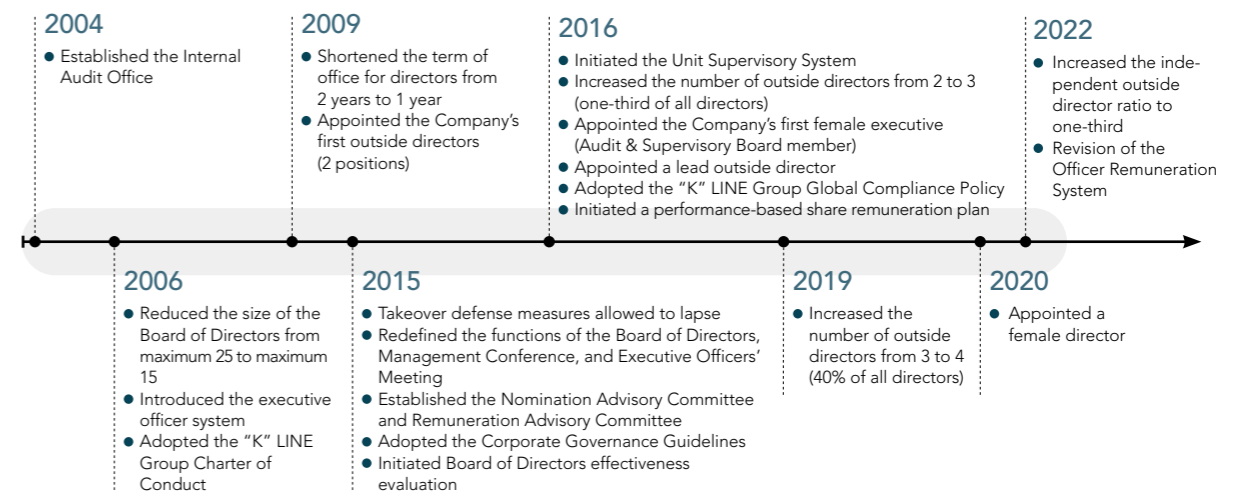 2004
● Established the Internal
Audit Office
2009
● Shortened the term of
office for directors from
2 years to 1 year
● Appointed the Company’s
first outside directors
(2 positions)
2016
● Initiated the Unit Supervisory System
● Increased the number of outside directors from 2 to 3
(one-third of all directors)
● Appointed the Company’s first female executive
(Audit & Supervisory Board member)
● Appointed a lead outside director
● Adopted the “K” LINE Group Global Compliance Policy
● Initiated a performance-based share remuneration plan
2022
● Increased the inde-
pendent outside
director ratio to
one-third
● Revision of the
Officer Remuneration
System
2006
● Reduced the size of the
Board of Directors from
maximum 25 to maximum
15
● Introduced the executive
officer system
● Adopted the “K” LINE
Group Charter of
Conduct
2015
● Takeover defense measures allowed to lapse
● Redefined the functions of the Board of Directors,
Management Conference, and Executive Officers’
Meeting
● Established the Nomination Advisory Committee
and Remuneration Advisory Committee
● Adopted the Corporate Governance Guidelines
● Initiated Board of Directors effectiveness
evaluation
2019
● Increased the
number of outside
directors from 3 to 4
(40% of all directors)
2020
● Appointed a
female director